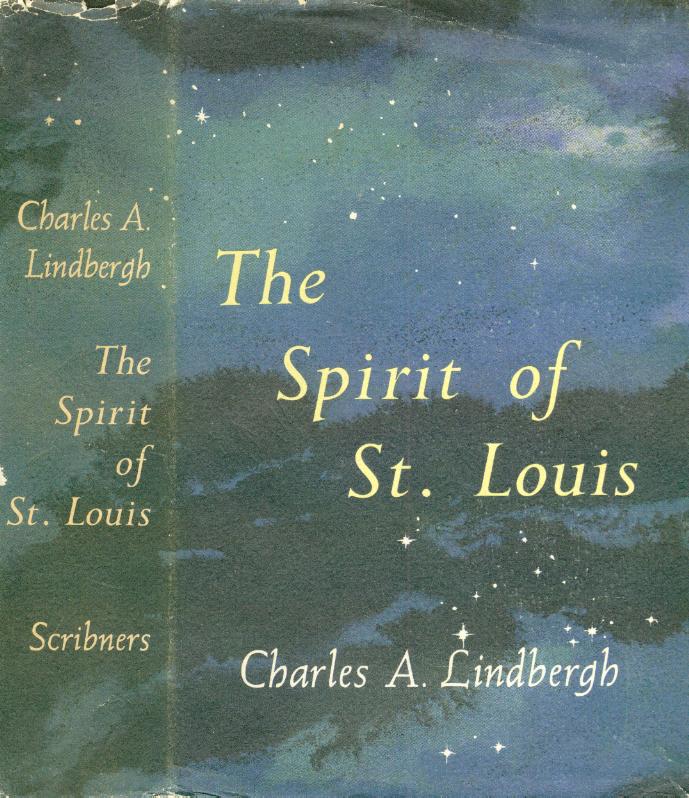 Charles A.
Lindbergh
The
Spirit
of
St. Louis
Scribners
The
Spirit of
St. Louis
Charles A. Lindbergh